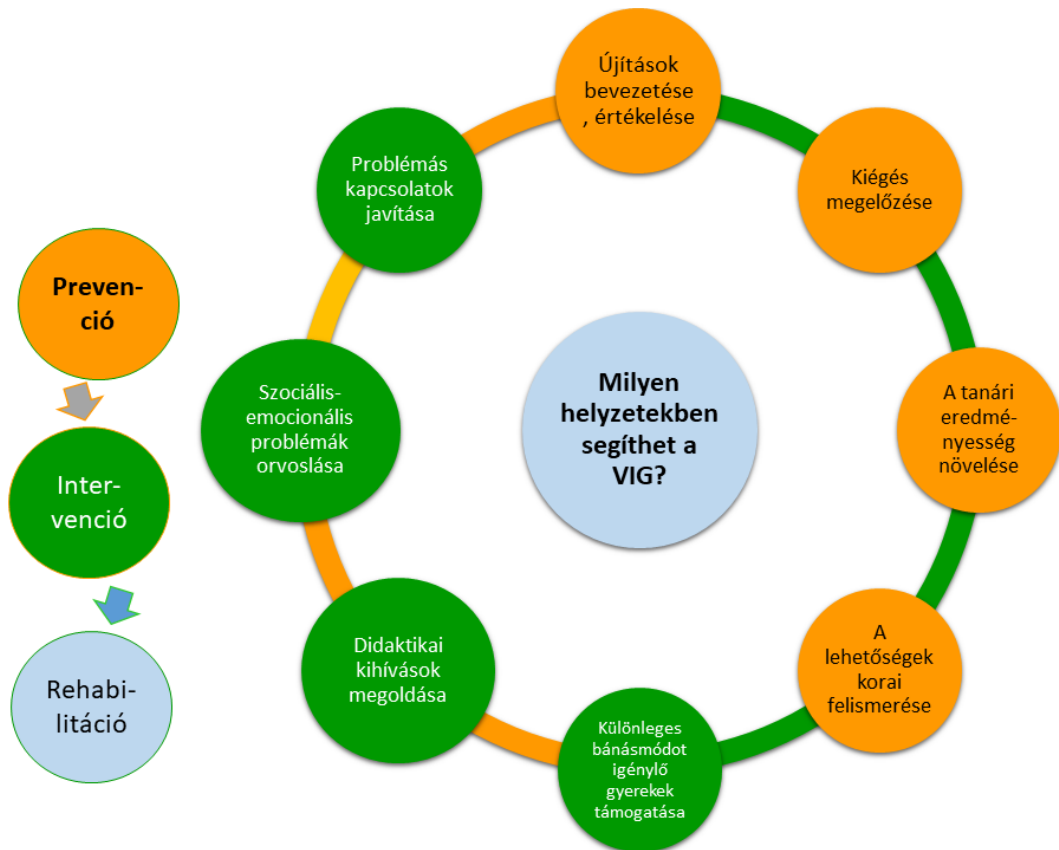 Preven-
ció
Inter-
venció
Rehabi-
litáció
Milyen
helyzetekben
segíthet a
VIG?
Újítások
bevezetése
, értékelése
Kiégés
megelőzése
A tanári
eredmé-
nyesség
növelése
A
lehetőségek
korai
felismerése
Különleges
bánásmódot
igénylő
gyerekek
támogatása
Didaktikai
kihívások
megoldása
Szociális-
emocionális
problémák
orvoslása
Problémás
kapcsolatok
javítása